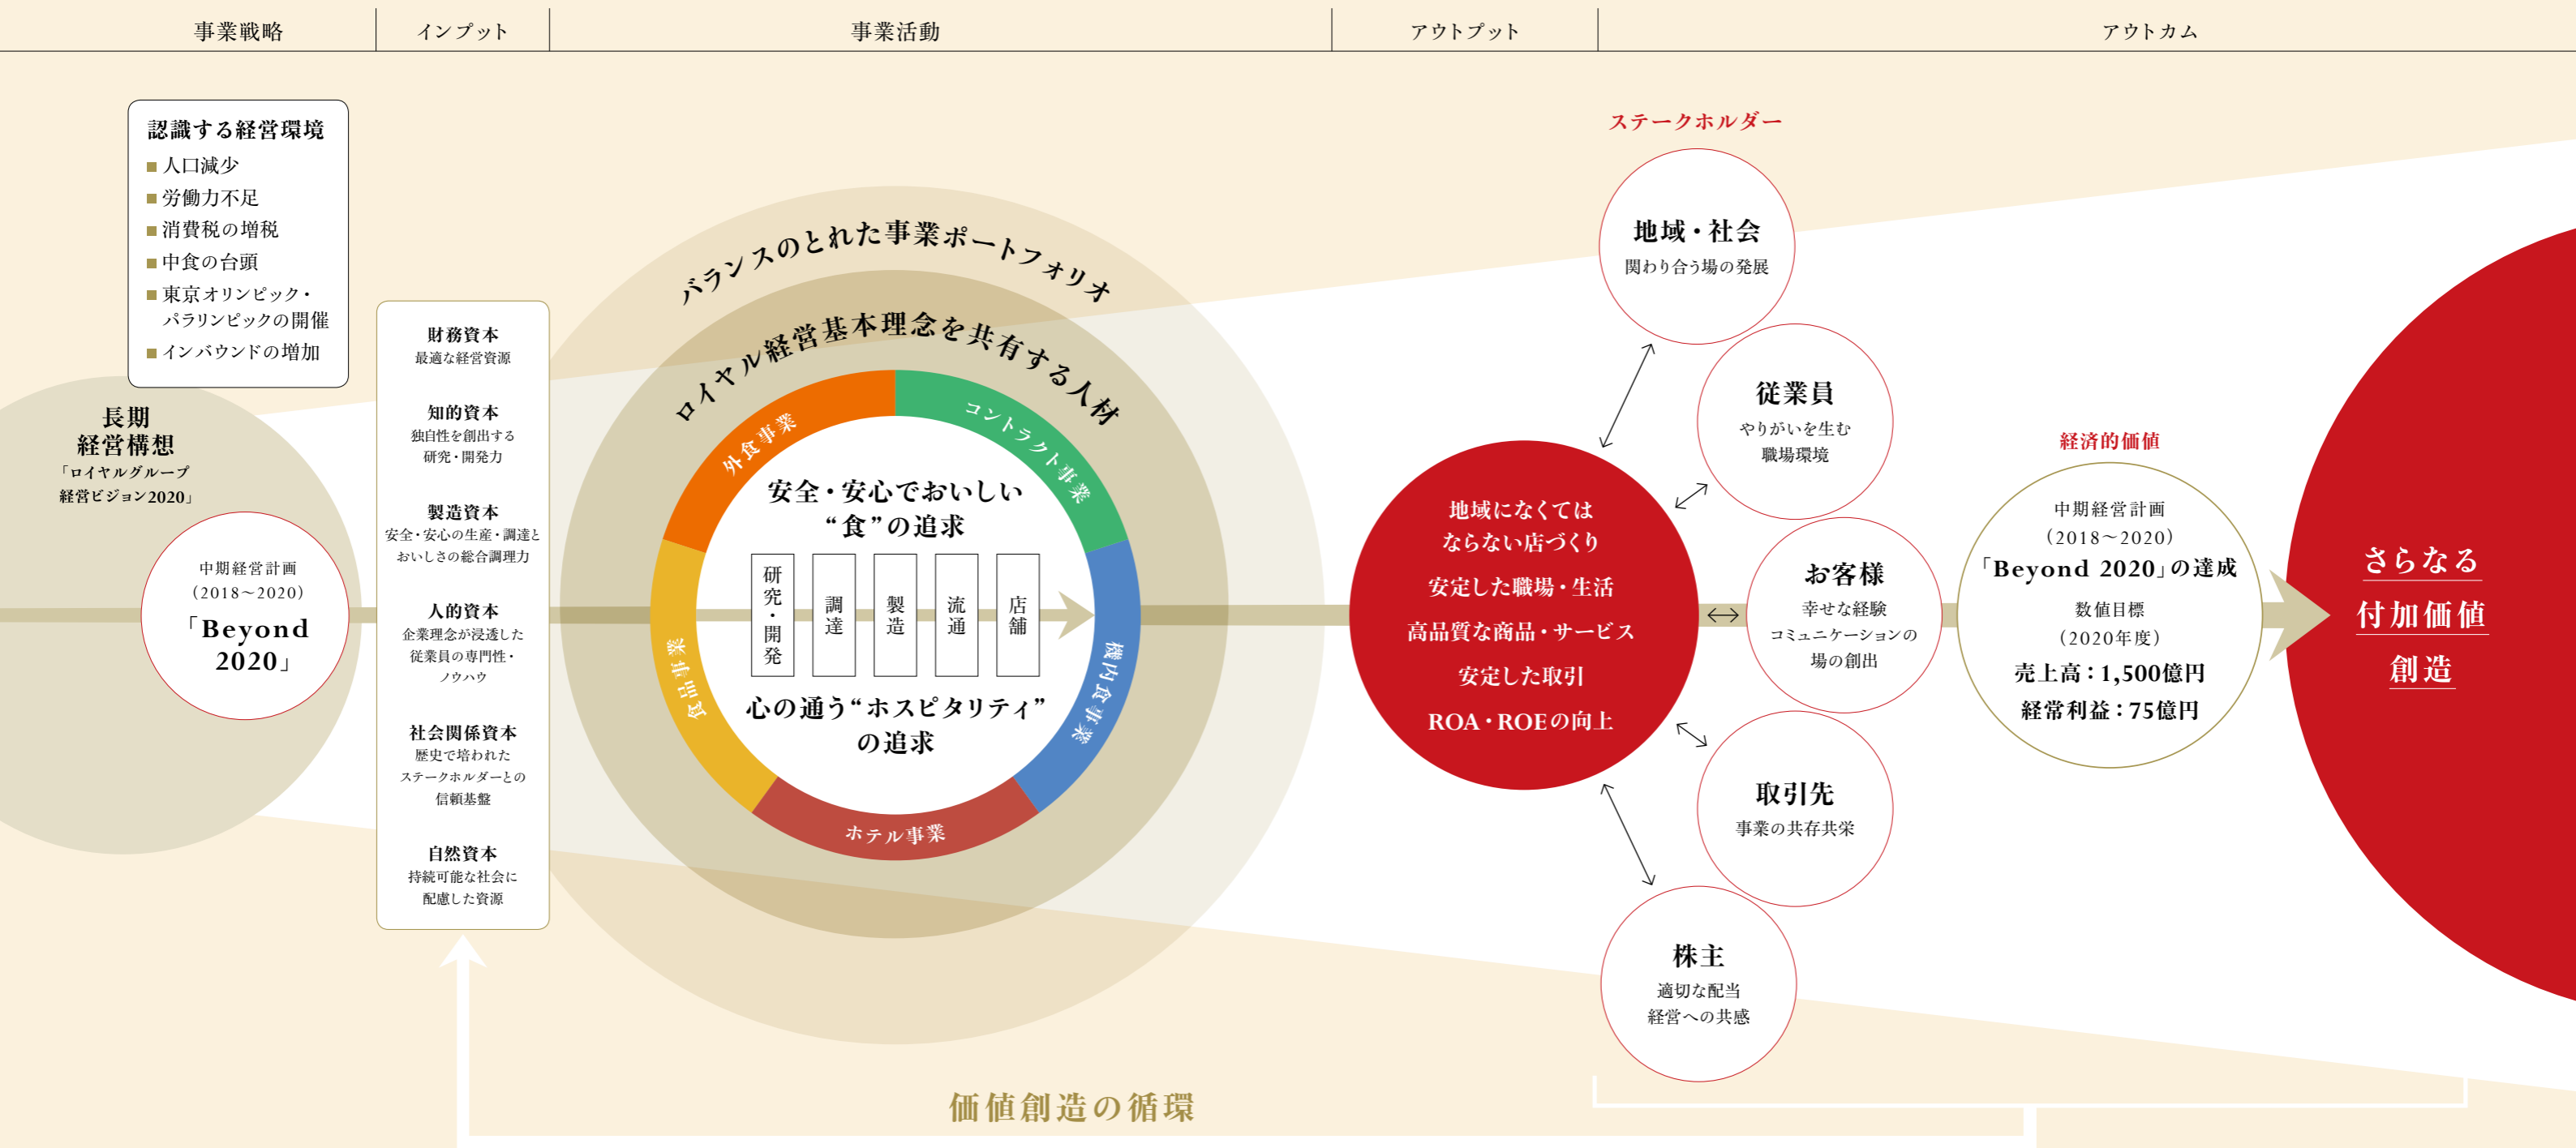 事業戦略
インプット
事業活動
アウトプット
アウトカム
認識する経営環境
■ 人口減少
■ 労働力不足
■ 消費税の増税
■ 中食の台頭
■ 東京オリンピック・
パラリンピックの開催
■ インバウンドの増加
長期
経営構想
「ロイヤルグループ
経営ビジョン2020」
中期経営計画
（2018〜2020）
「Beyond
2020」
財務資本
最適な経営資源
知的資本
独自性を創出する
研究・開発力
製造資本
安全・安心の生産・調達と
おいしさの総合調理力
人的資本
企業理念が浸透した
従業員の専門性・
ノウハウ
社会関係資本
歴史で培われた
ステークホルダーとの
信頼基盤
自然資本
持続可能な社会に
配慮した資源
バランスのとれた事業ポートフォリオ
ロイヤル経営基本理念を共有する人材
外食事業
コントラクト事業
機内食事業
ホテル事業
食品事業
安全・安心でおいしい
“食”の追求
研究・開発
調達
製造
流通
店舗
心の通う“ホスピタリティ”
の追求
地域になくては
ならない店づくり
安定した職場・生活
高品質な商品・サービス
安定した取引
ROA・ROEの向上
ステークホルダー
地域・社会
関わり合う場の発展
従業員
やりがいを生む
職場環境
お客様
幸せな経験
コミュニケーションの
場の創出
取引先
事業の共存共栄
株主
適切な配当
経営への共感
経済的価値
中期経営計画
（2018〜2020）
「Beyond 2020」の達成
数値目標
（2020年度）
売上高：1,500億円
経常利益：75億円
さらなる
付加価値
創造
価値創造の循環